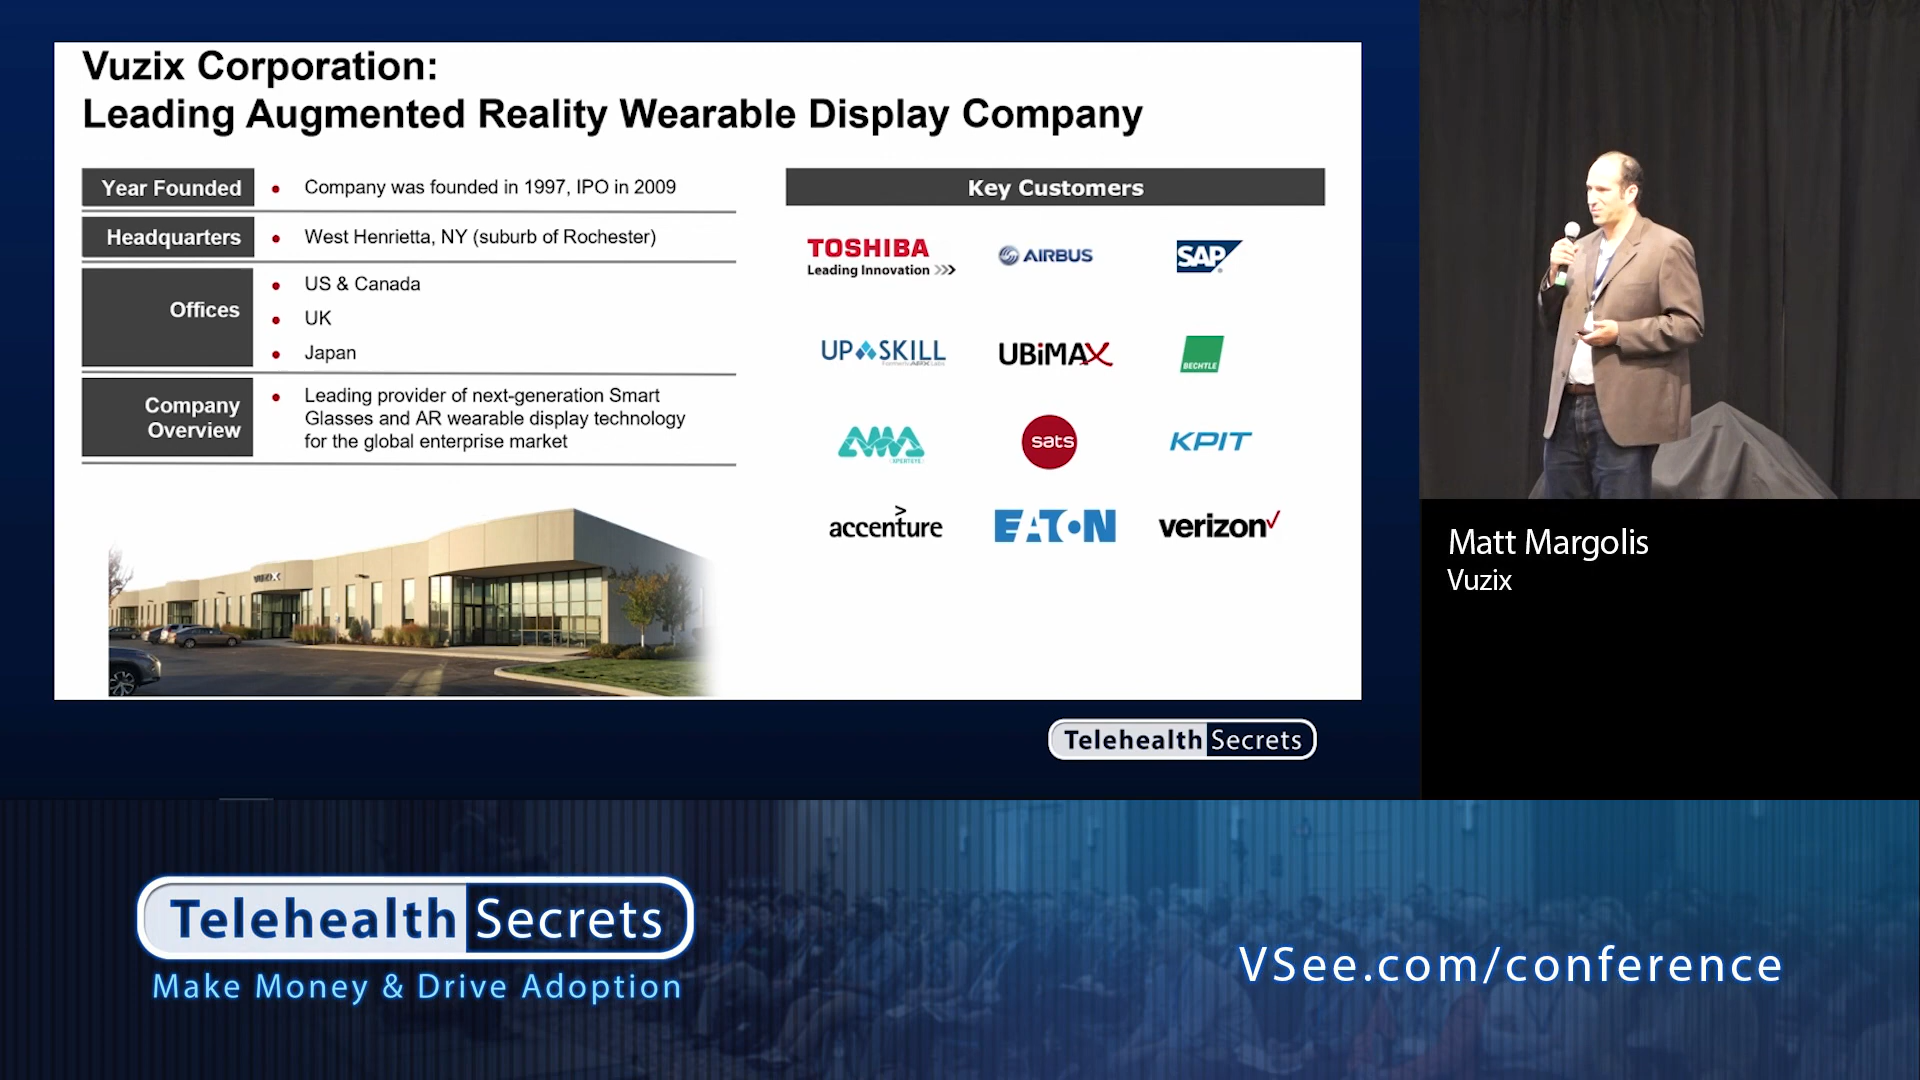 Vuzix Corporation:
Leading Augmented Reality Wearable Display Company
Year Founded
Company was founded in 1997, IPO in 2009
Headquarters
West Henrietta, NY (suburb of Rochester)
Offices
US & Canada
UK
Japan
Company
Overview
Leading provider of next-generation Smart
Glasses and AR wearable display technology
for the global enterprise market
VUZIX
Key Customers
TOSHIBA
Leading Innovation >>>
AIRBUS
SAP
UPSKILL
UBiMAX
BECHTLE
AMA
XPERTEYE
sats
KPIT
accenture
EATON
verizon
Telehealth Secrets
Matt Margolis
Vuzix
Telehealth Secrets
Make Money & Drive Adoption
VSee.com/conference